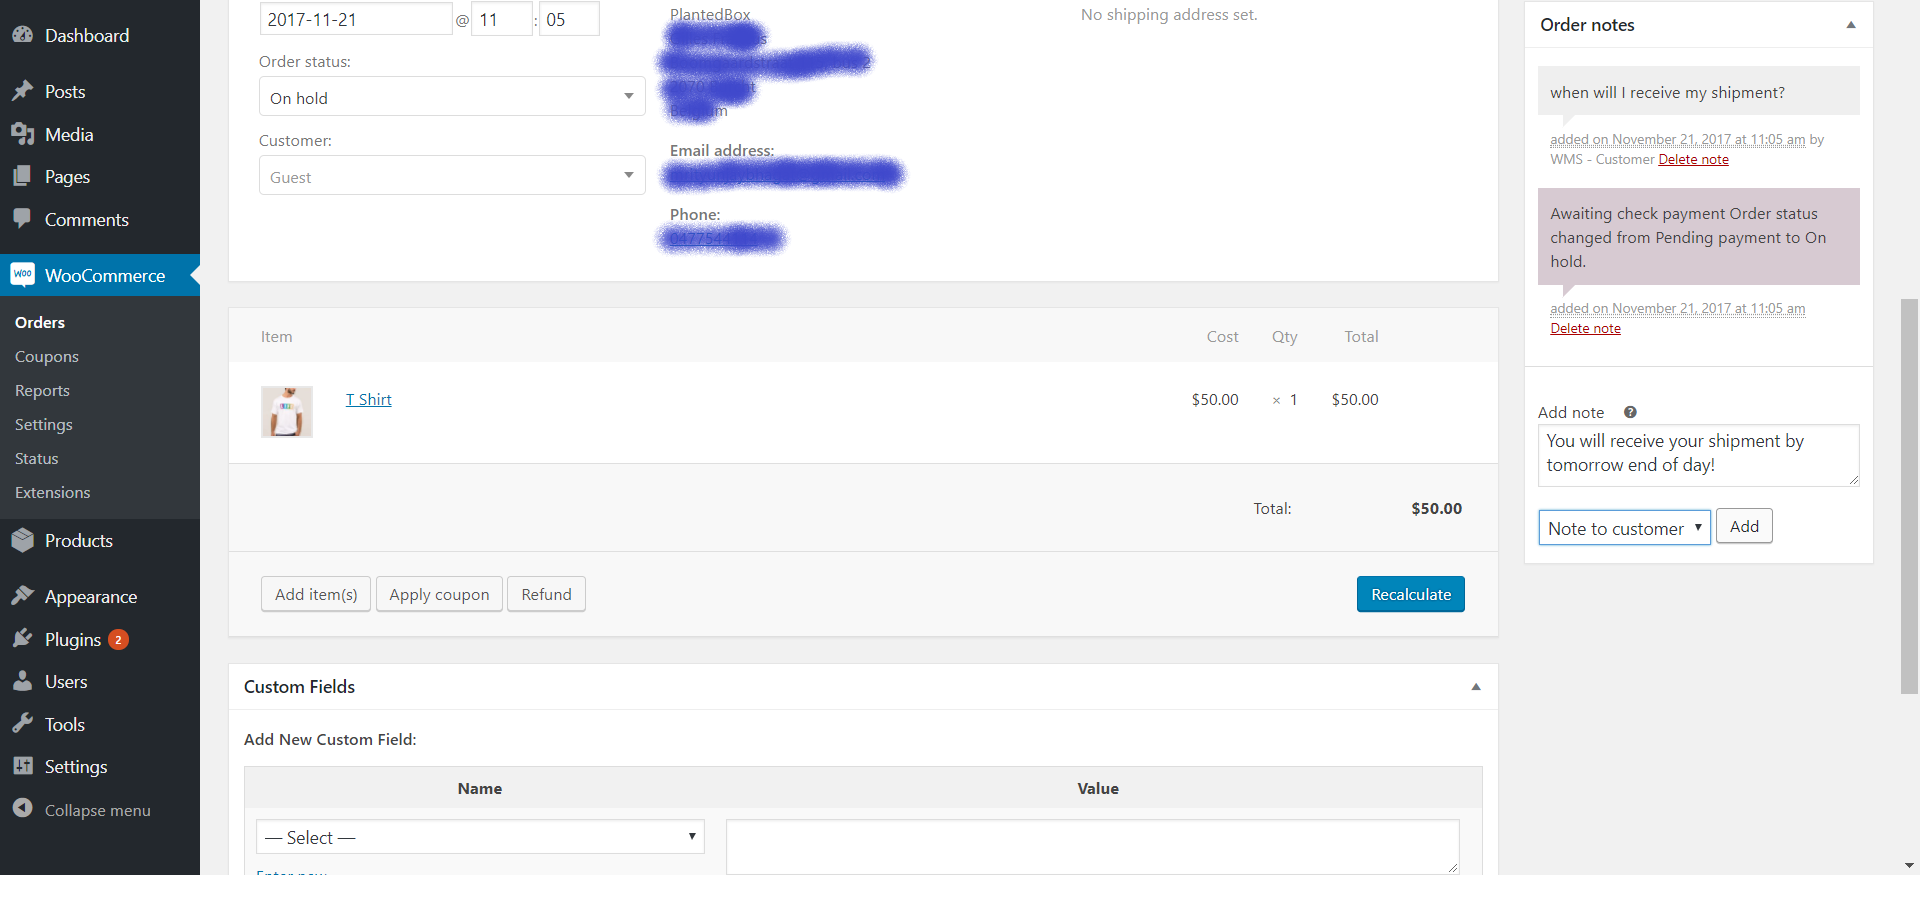 Dashboard
Posts
Media
Pages
Comments
WooCommerce
Orders
Coupons
Reports
Settings
Status
Extensions
Products
Appearance
Plugins 2
Users
Tools
Settings
Collapse menu
2017-11-21 @ 11 : 05
Order status:
On hold
Customer:
Guest
PlantedBox
Email address:
Phone:
No shipping address set.
Item Cost Qty Total
T Shirt $50.00 × 1 $50.00
Total: $50.00
Add item(s) Apply coupon Refund Recalculate
Custom Fields
Add New Custom Field:
Name Value
— Select —
Enter new
Order notes
when will I receive my shipment?
added on November 21, 2017 at 11:05 am by
WMS - Customer Delete note
Awaiting check payment Order status
changed from Pending payment to On
hold.
added on November 21, 2017 at 11:05 am
Delete note
Add note ?
You will receive your shipment by
tomorrow end of day!
Note to customer Add